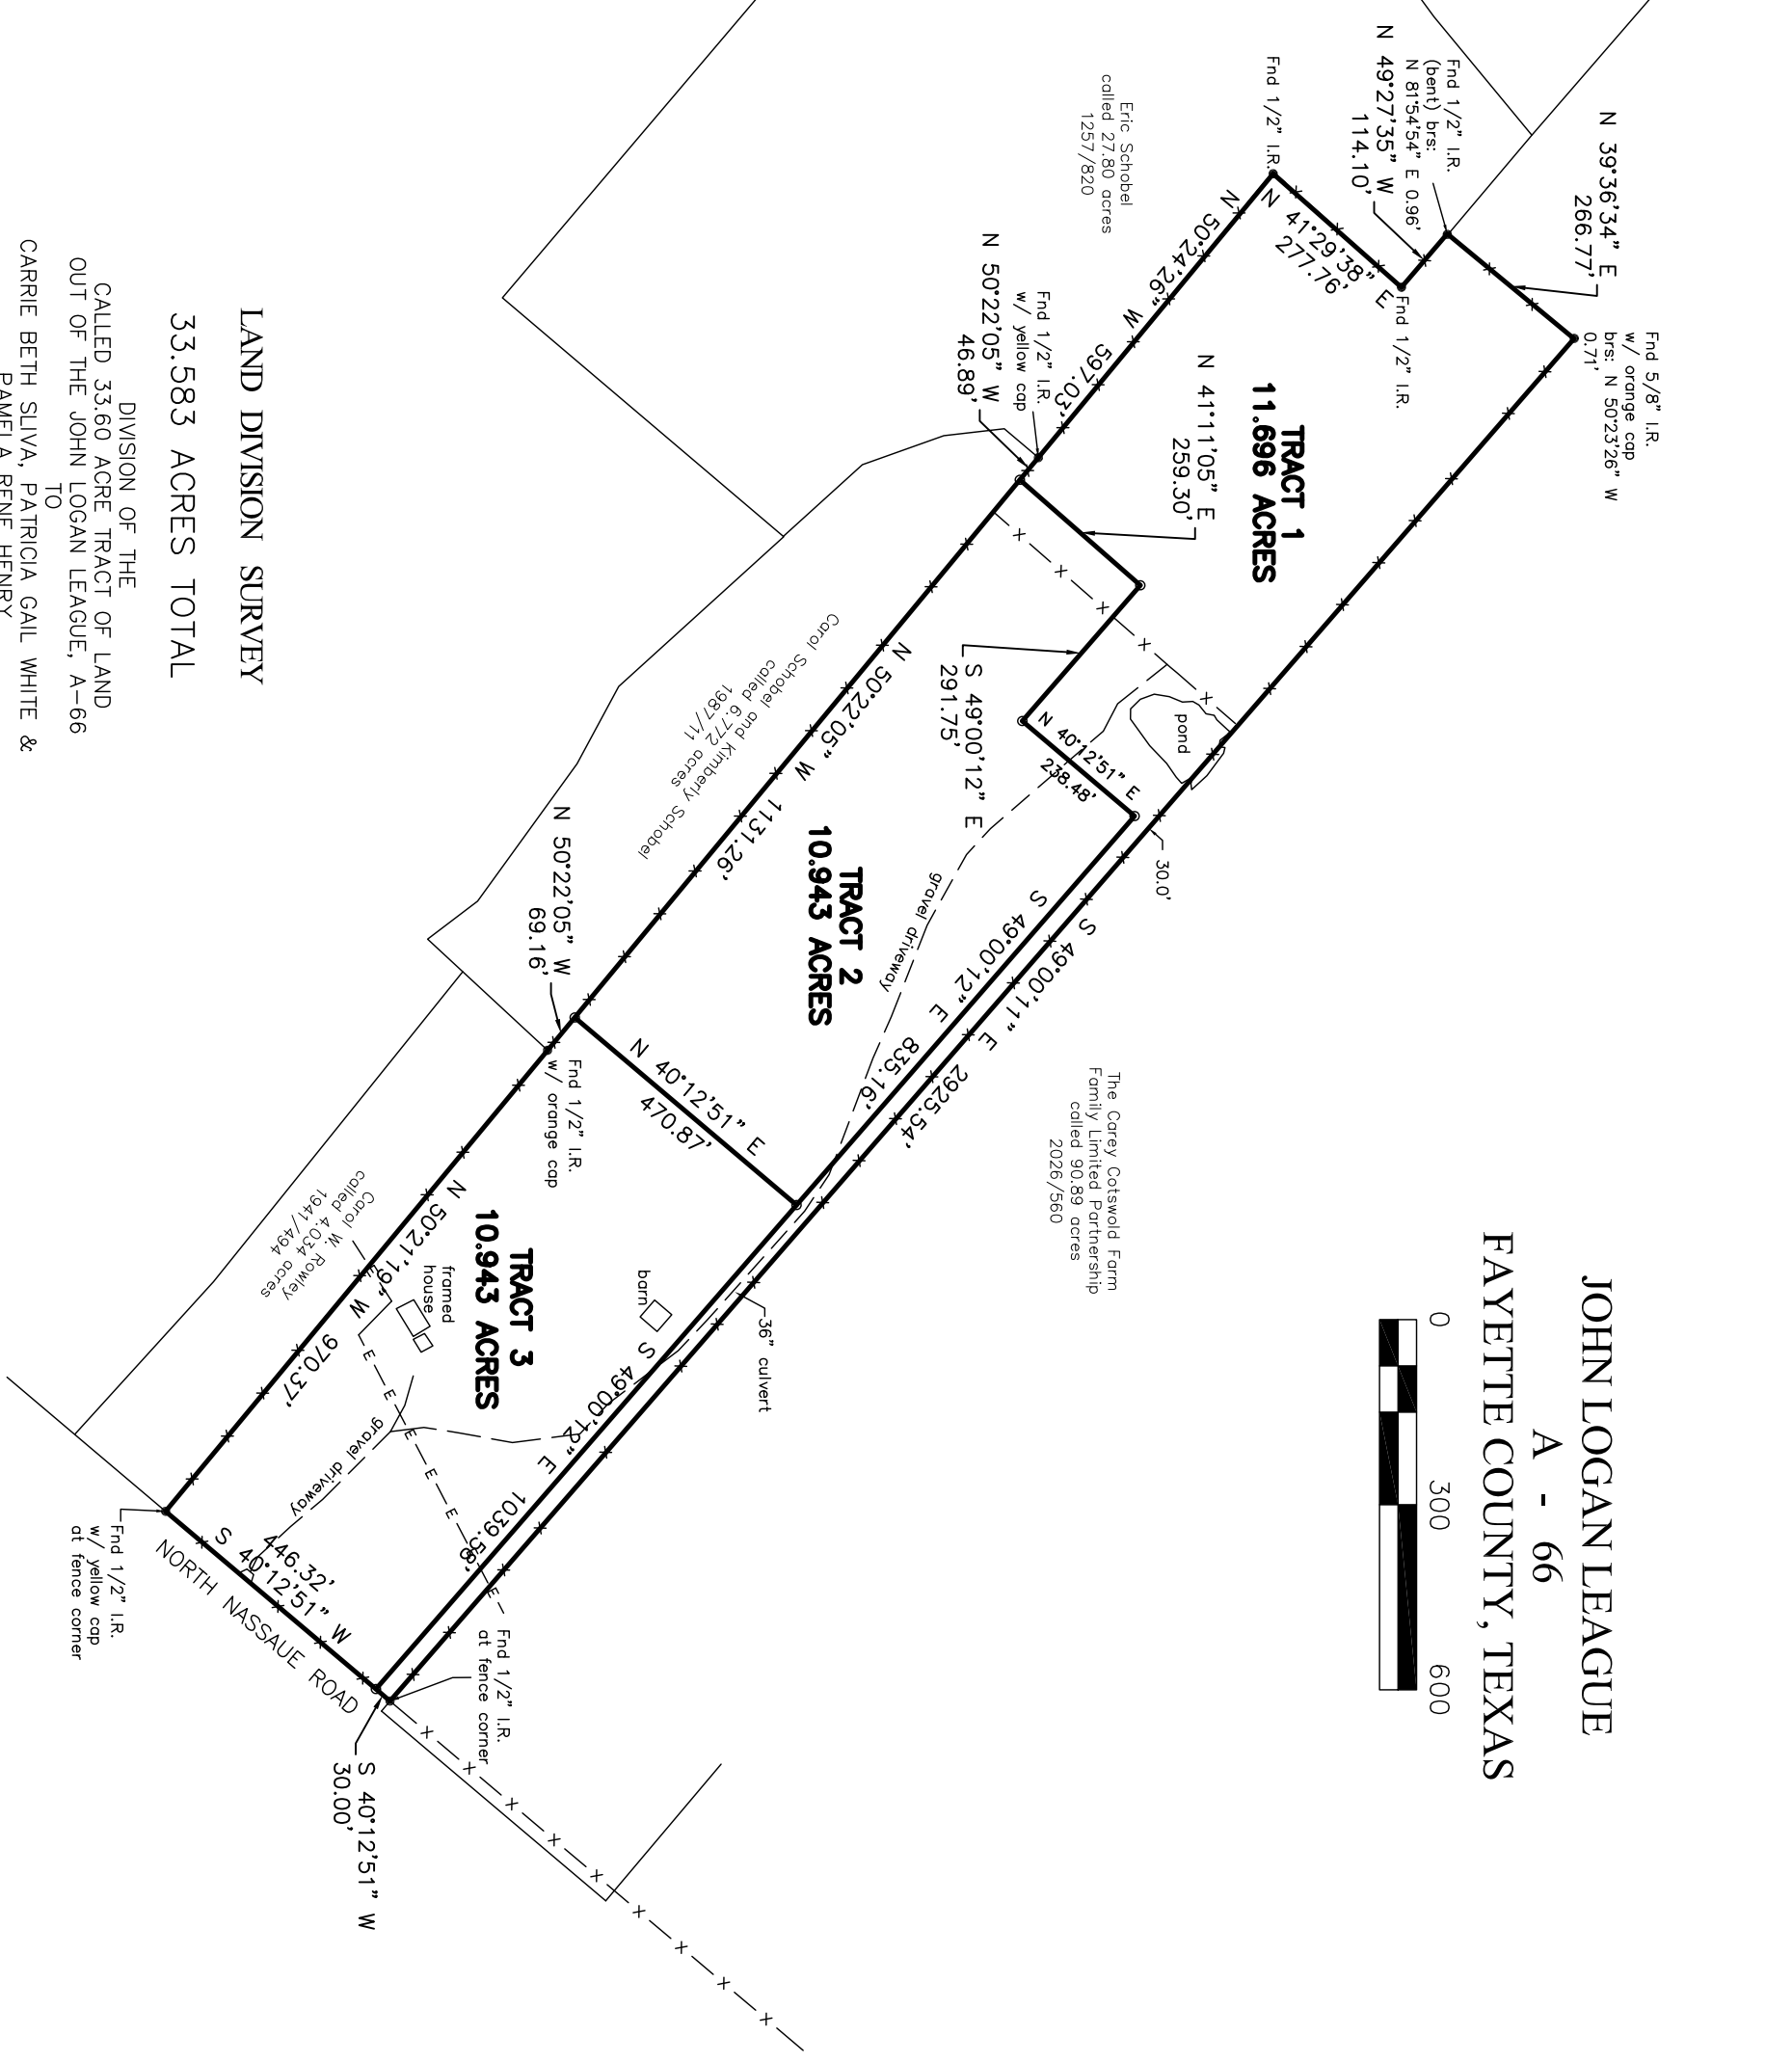 JOHN LOGAN LEAGUE
A - 66
FAYETTE COUNTY, TEXAS
0 300 600
N 39°36'34" E
266.77'
Fnd 5/8" I.R.
w/ orange cap
brs: N 50°23'26" W
0.71'
Fnd 1/2" I.R.
(bent) brs:
N 81°54'54" E 0.96'
N 49°27'35" W
114.10'
Fnd 1/2" I.R.
Fnd 1/2" I.R.
N 41°29'38" E
277.76'
Eric Schobel
called 27.80 acres
1257/820
N 50°24'26" W 597.03'
TRACT 1
11.696 ACRES
N 41°11'05" E
259.30'
Fnd 1/2" I.R.
w/ yellow cap
N 50°22'05" W
46.89'
pond
S 49°00'12" E
291.75'
N 40°12'51" E
238.48'
30.0'
Carol Schobel and Kimberly Schobel
called 6.772 acres
1987/11
N 50°22'05" W 1131.26'
TRACT 2
10.943 ACRES
gravel driveway
S 49°00'12" E 835.16'
S 49°00'11" E 2925.54'
The Carey Cotswold Farm
Family Limited Partnership
called 90.89 acres
2026/560
N 50°22'05" W
69.16'
Fnd 1/2" I.R.
w/ orange cap
N 40°12'51" E
470.87'
Carol W. Rowley
called 4.034 acres
1941/494
N 50°21'19" W 970.37'
framed
house
TRACT 3
10.943 ACRES
barn
36" culvert
S 49°00'12" E 1039.58'
gravel driveway
446.32'
S 40°12'51" W
NORTH NASSAUE ROAD
Fnd 1/2" I.R.
w/ yellow cap
at fence corner
Fnd 1/2" I.R.
at fence corner
S 40°12'51" W
30.00'
LAND DIVISION SURVEY
33.583 ACRES TOTAL
DIVISION OF THE
CALLED 33.60 ACRE TRACT OF LAND
OUT OF THE JOHN LOGAN LEAGUE, A-66
TO
CARRIE BETH SLIVA, PATRICIA GAIL WHITE &
PAMELA RENE HENRY